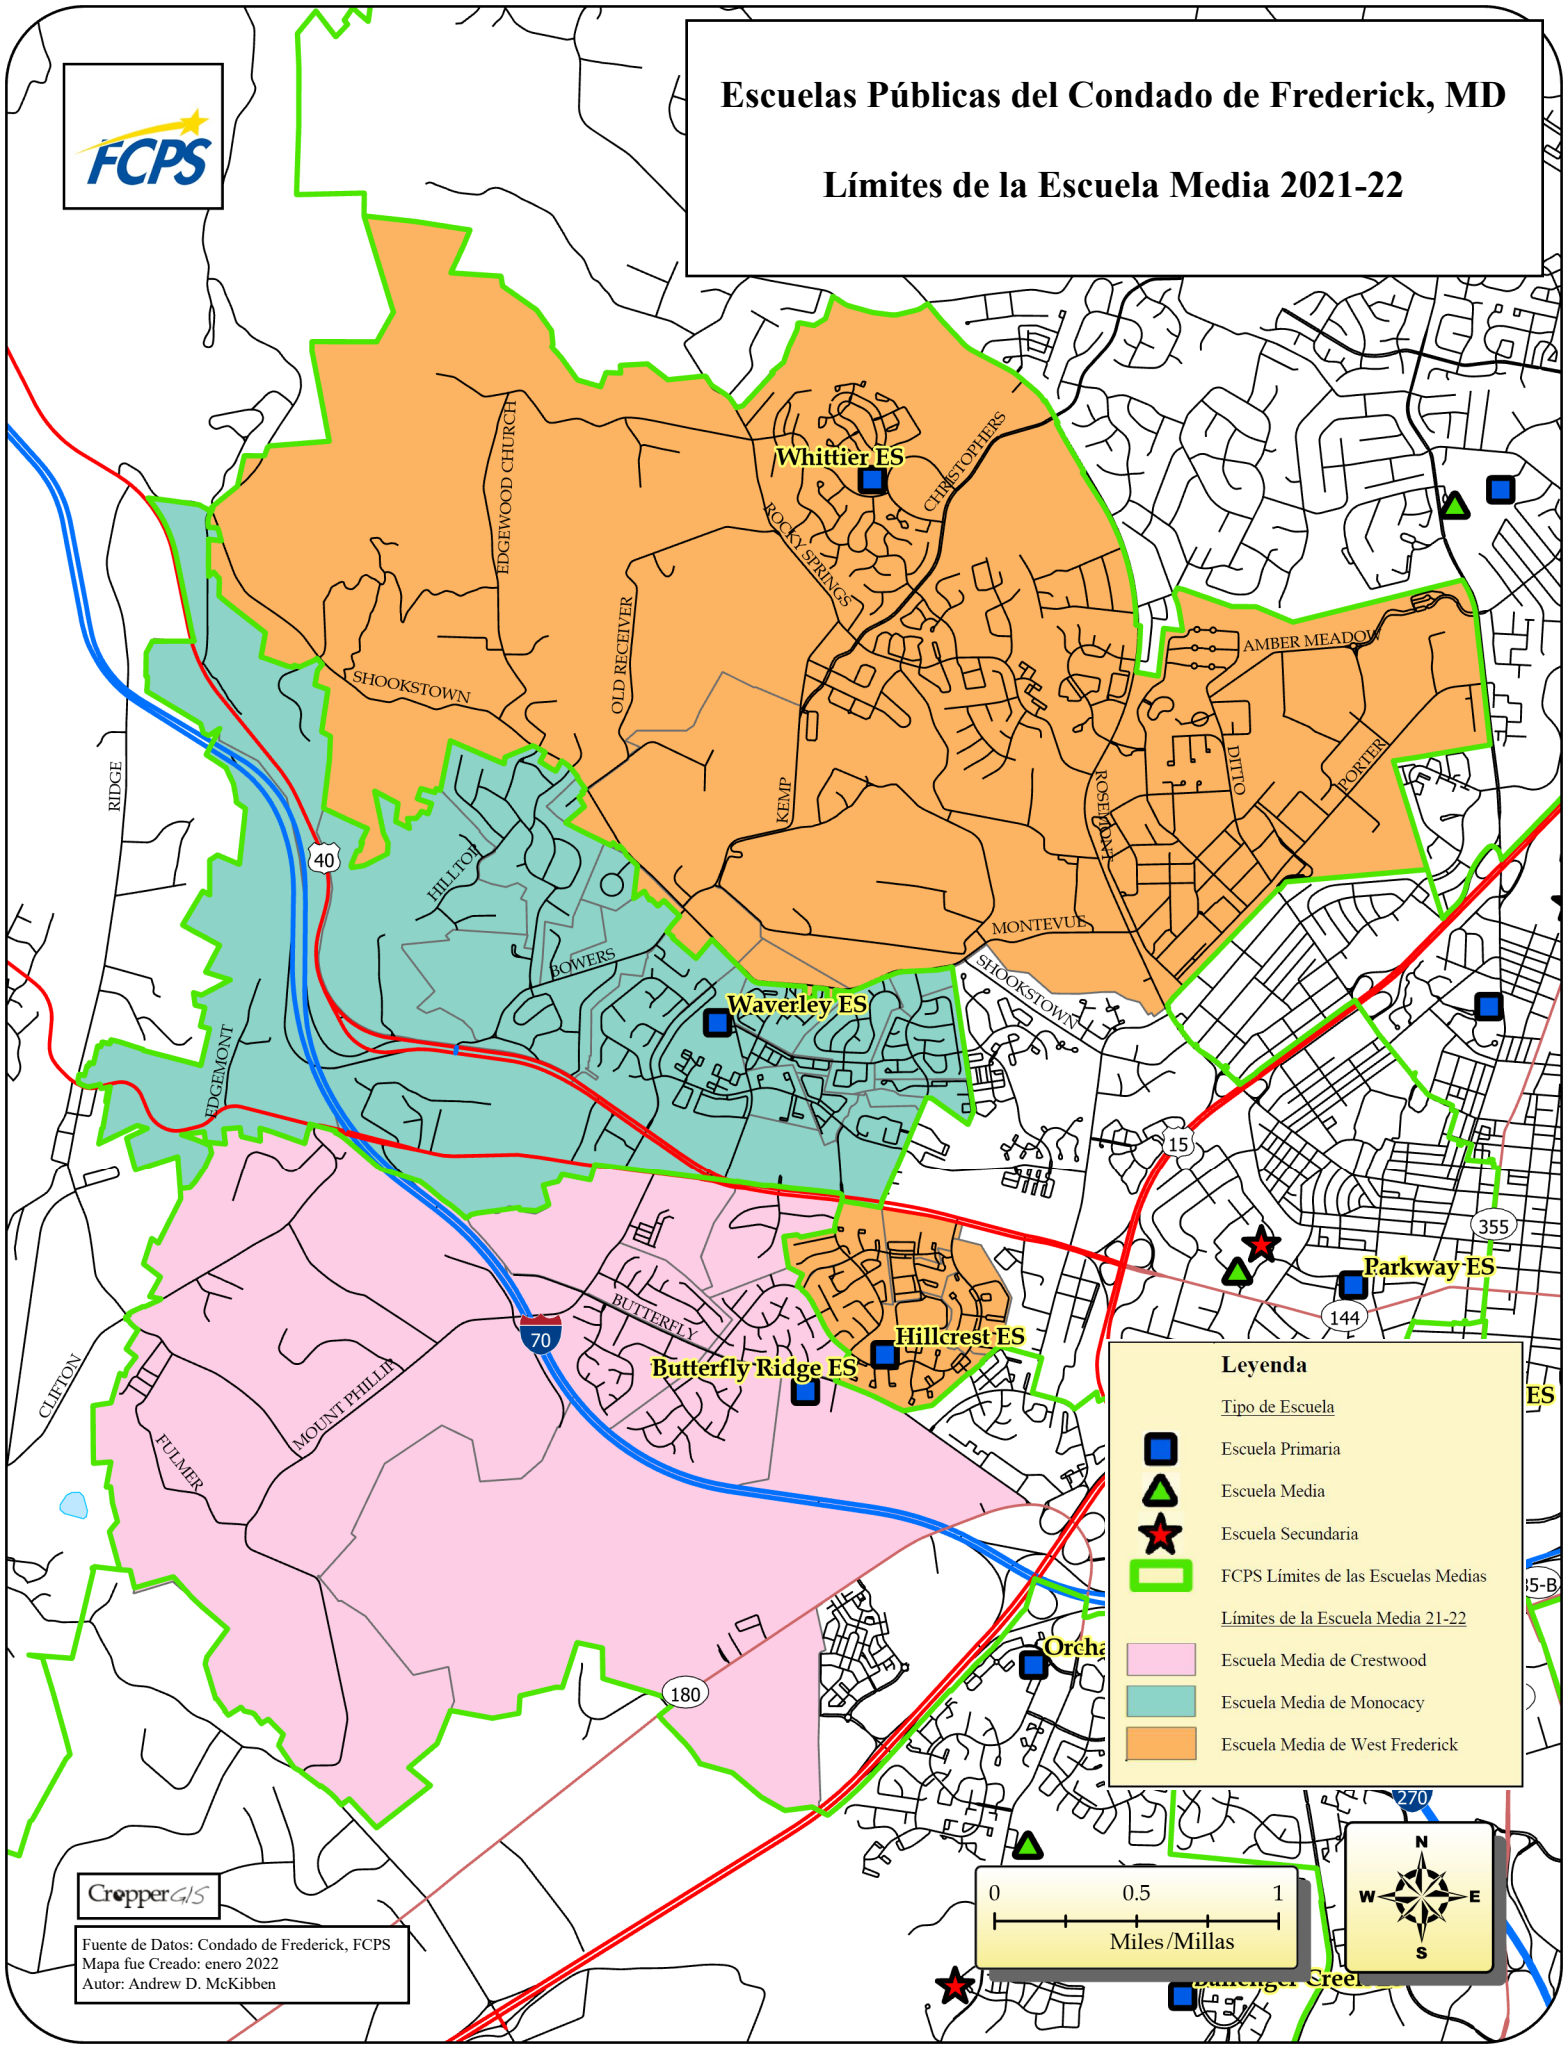 Escuelas Públicas del Condado de Frederick, MD
Límites de la Escuela Media 2021-22
FCPS
Whittier ES
CHRISTOPHERS
EDGEWOOD CHURCH
ROCKY SPRINGS
OLD RECEIVER
SHOOKSTOWN
AMBER MEADOW
RIDGE
KEMP
ROSEMONT
DITTO
PORTER
40
HILLTOP
BOWERS
MONTEVUE
SHOOKSTOWN
Waverley ES
EDGEMONT
15
355
Parkway ES
144
BUTTERFLY
70
Hillcrest ES
Butterfly Ridge ES
CLIFTON
MOUNT PHILLIP
FULMER
ES
Leyenda
Tipo de Escuela
Escuela Primaria
Escuela Media
Escuela Secundaria
FCPS Límites de las Escuelas Medias
Límites de la Escuela Media 21-22
Escuela Media de Crestwood
Escuela Media de Monocacy
Escuela Media de West Frederick
35-B
Orcha
180
270
N
W E
S
0 0.5 1
Miles/Millas
CropperGIS
Fuente de Datos: Condado de Frederick, FCPS
Mapa fue Creado: enero 2022
Autor: Andrew D. McKibben